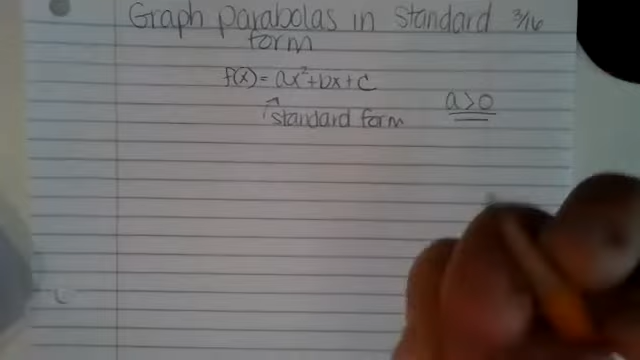 Graph parabolas in standard 3/16
form
f(x) = ax²+bx+c
a>0
standard form